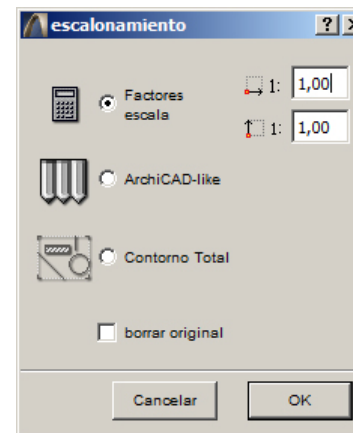 escalonamiento
Factores escala
1: 1,00
1: 1,00
ArchiCAD-like
Contorno Total
borrar original
Cancelar OK